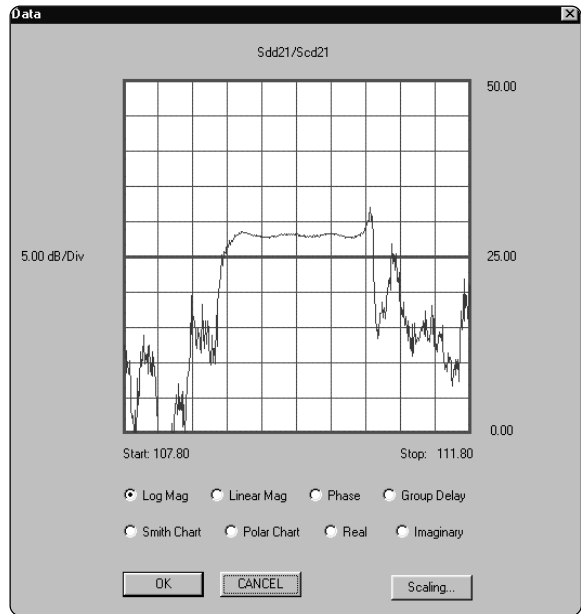 Data
Sdd21/Scd21
50.00
5.00 dB/Div
25.00
0.00
Start: 107.80 Stop: 111.80
Log Mag Linear Mag Phase Group Delay
Smith Chart Polar Chart Real Imaginary
OK CANCEL Scaling...